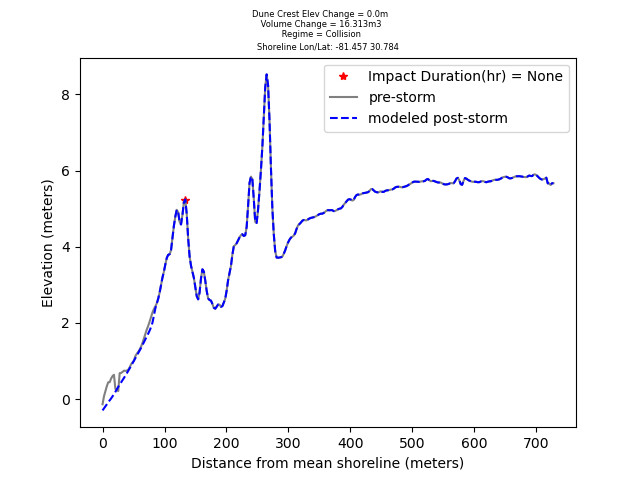 Dune Crest Elev Change = 0.0m
Volume Change = 16.313m3
Regime = Collision
Shoreline Lon/Lat: -81.457 30.784
Impact Duration(hr) = None
pre-storm
modeled post-storm
Elevation (meters)
8
6
4
2
0
0 100 200 300 400 500 600 700
Distance from mean shoreline (meters)